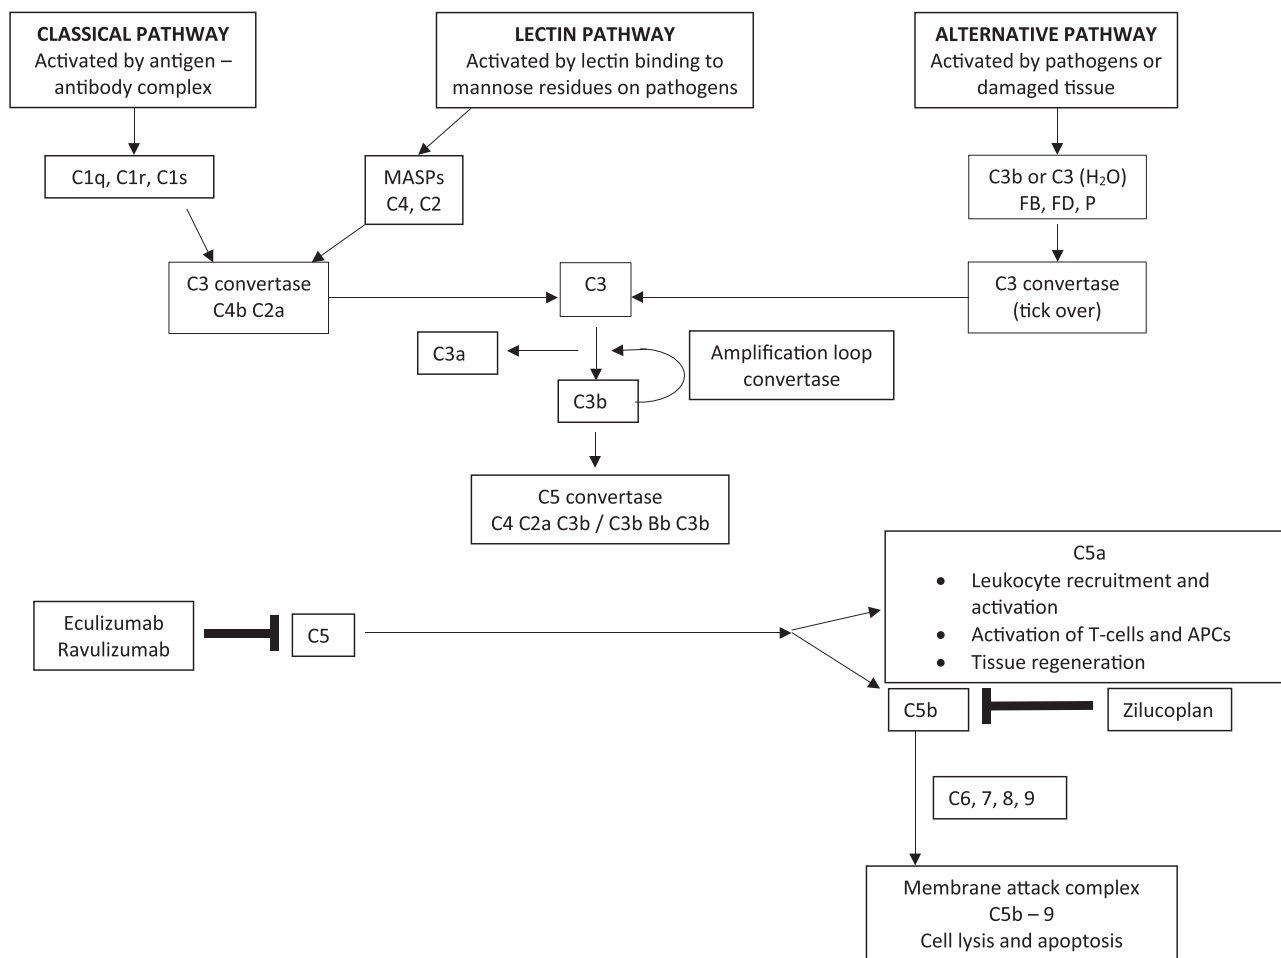 CLASSICAL PATHWAY
Activated by antigen –
antibody complex
LECTIN PATHWAY
Activated by lectin binding to
mannose residues on pathogens
ALTERNATIVE PATHWAY
Activated by pathogens or
damaged tissue
C1q, C1r, C1s
MASPs
C4, C2
C3b or C3 (H₂O)
FB, FD, P
C3 convertase
C4b C2a
C3
C3 convertase
(tick over)
C3a
Amplification loop
convertase
C3b
C5 convertase
C4 C2a C3b / C3b Bb C3b
C5a
• Leukocyte recruitment and
activation
• Activation of T-cells and APCs
• Tissue regeneration
Eculizumab
Ravulizumab
C5
C5b
Zilucoplan
C6, 7, 8, 9
Membrane attack complex
C5b – 9
Cell lysis and apoptosis